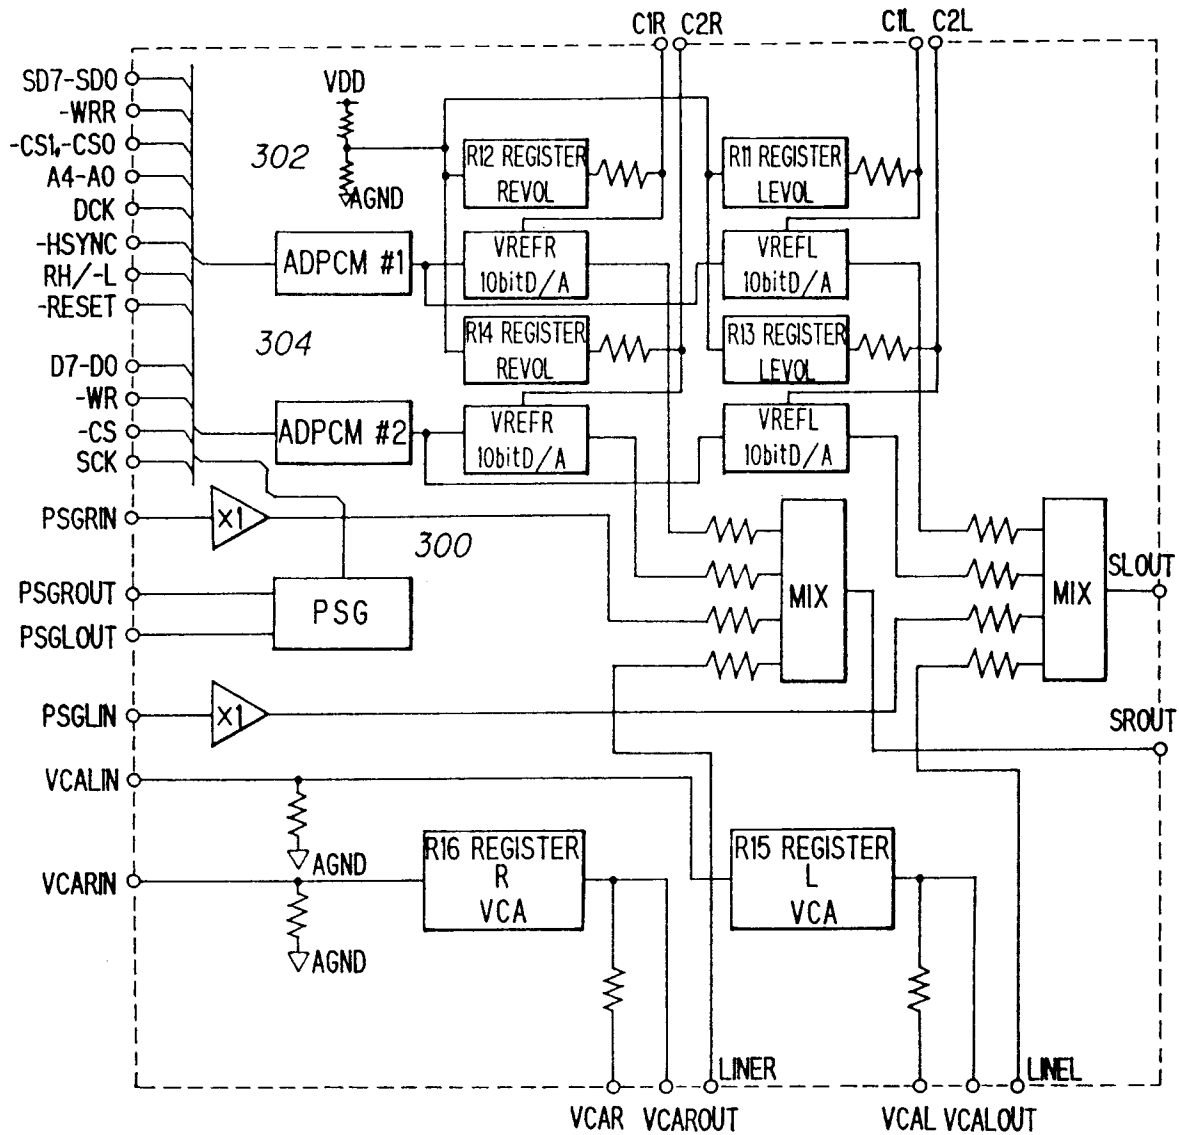 C1R C2R C1L C2L
SD7-SD0
-WRR
-CS1,-CS0
A4-A0
DCK
-HSYNC
RH/-L
-RESET
D7-D0
-WR
-CS
SCK
VDD
302
AGND
R12 REGISTER
REVOL
R11 REGISTER
LEVOL
ADPCM #1
VREFR
10bitD/A
VREFL
10bitD/A
304
R14 REGISTER
REVOL
R13 REGISTER
LEVOL
ADPCM #2
VREFR
10bitD/A
VREFL
10bitD/A
PSGRIN
X1
300
PSGROUT
PSGLOUT
PSG
MIX
MIX
SLOUT
PSGLIN
X1
SROUT
VCALIN
AGND
VCARIN
AGND
R16 REGISTER
R
VCA
R15 REGISTER
L
VCA
LINER
LINEL
VCAR VCAROUT
VCAL VCALOUT